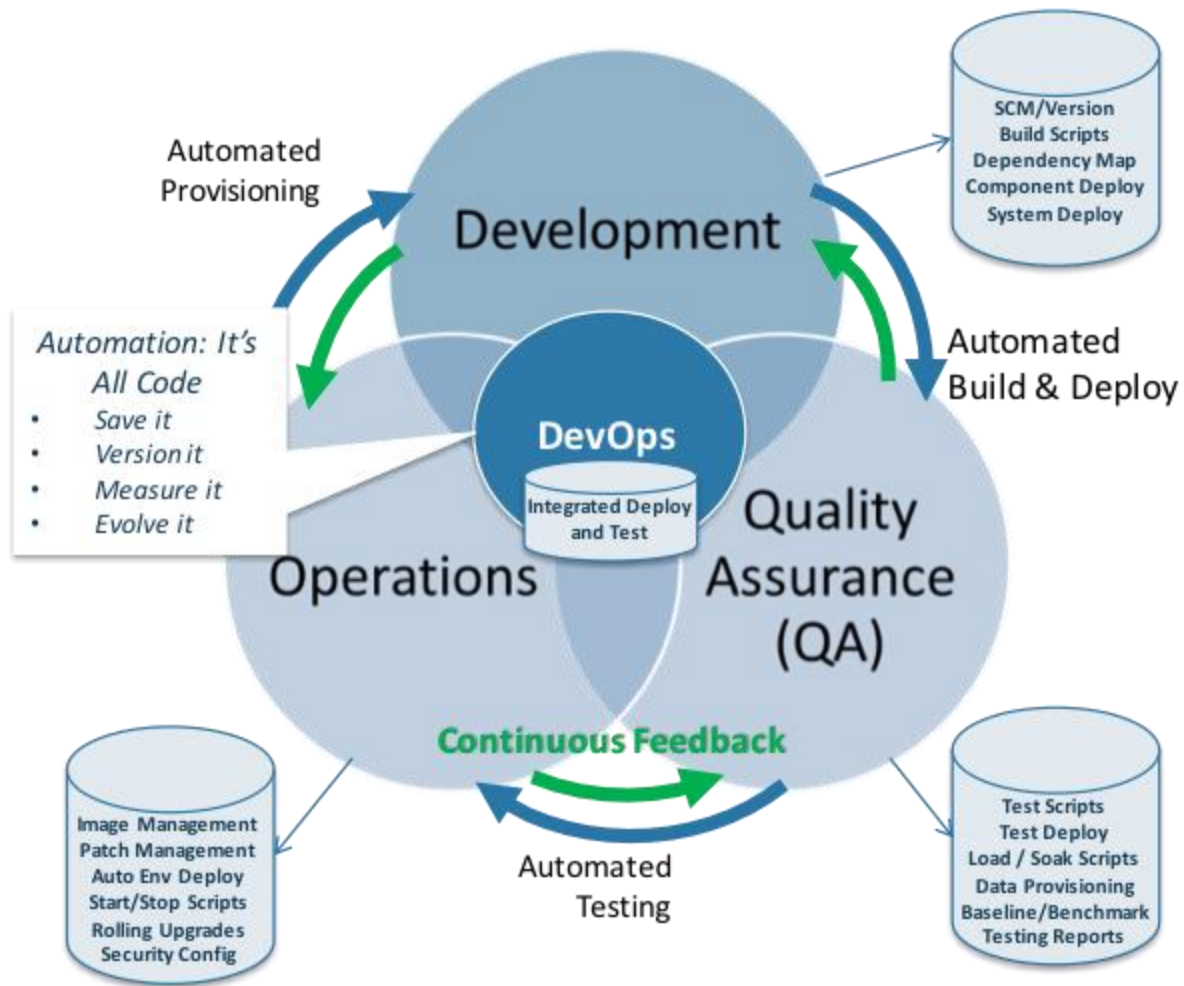 SCM/Version
Build Scripts
Dependency Map
Component Deploy
System Deploy
Automated
Provisioning
Development
Automation: It's
All Code
• Save it
• Version it
• Measure it
• Evolve it
Automated
Build & Deploy
DevOps
Integrated Deploy
and Test
Operations
Quality
Assurance
(QA)
Continuous Feedback
Automated
Testing
Image Management
Patch Management
Auto Env Deploy
Start/Stop Scripts
Rolling Upgrades
Security Config
Test Scripts
Test Deploy
Load / Soak Scripts
Data Provisioning
Baseline/Benchmark
Testing Reports